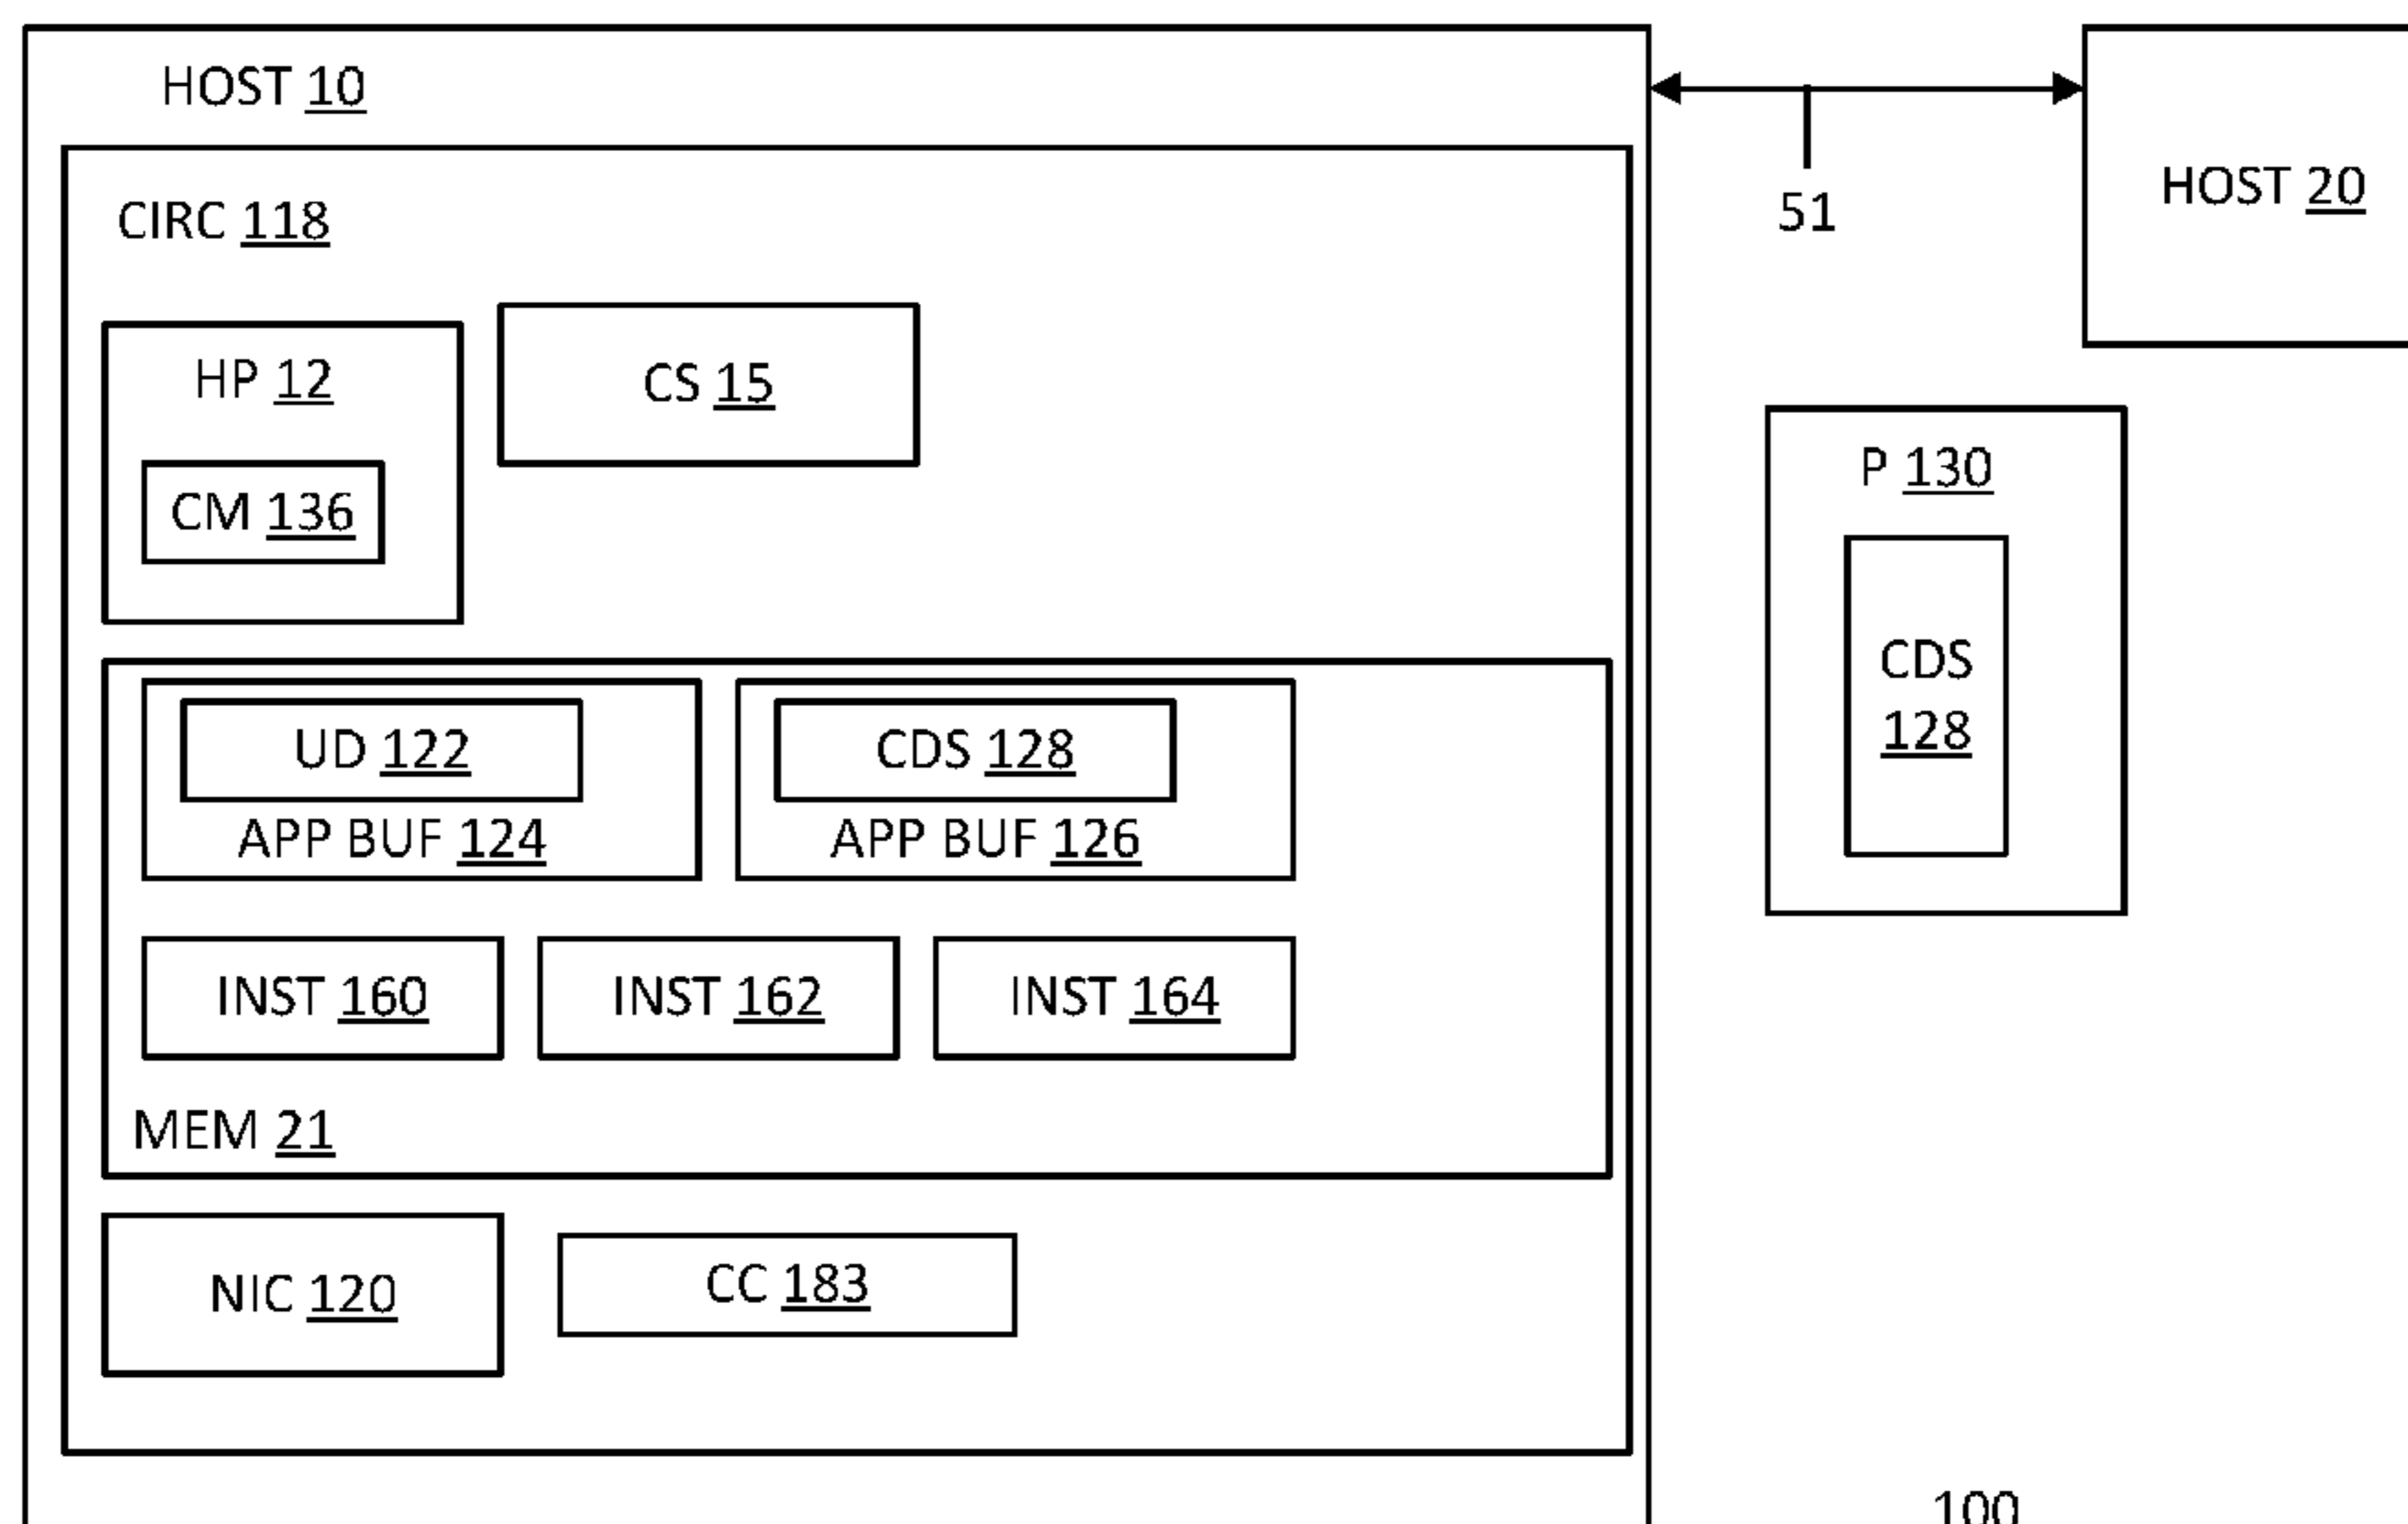 HOST 10
HOST 20
51
CIRC 118
HP 12
CS 15
CM 136
P 130
CDS
128
UD 122
CDS 128
APP BUF 124
APP BUF 126
INST 160
INST 162
INST 164
MEM 21
NIC 120
CC 183
100